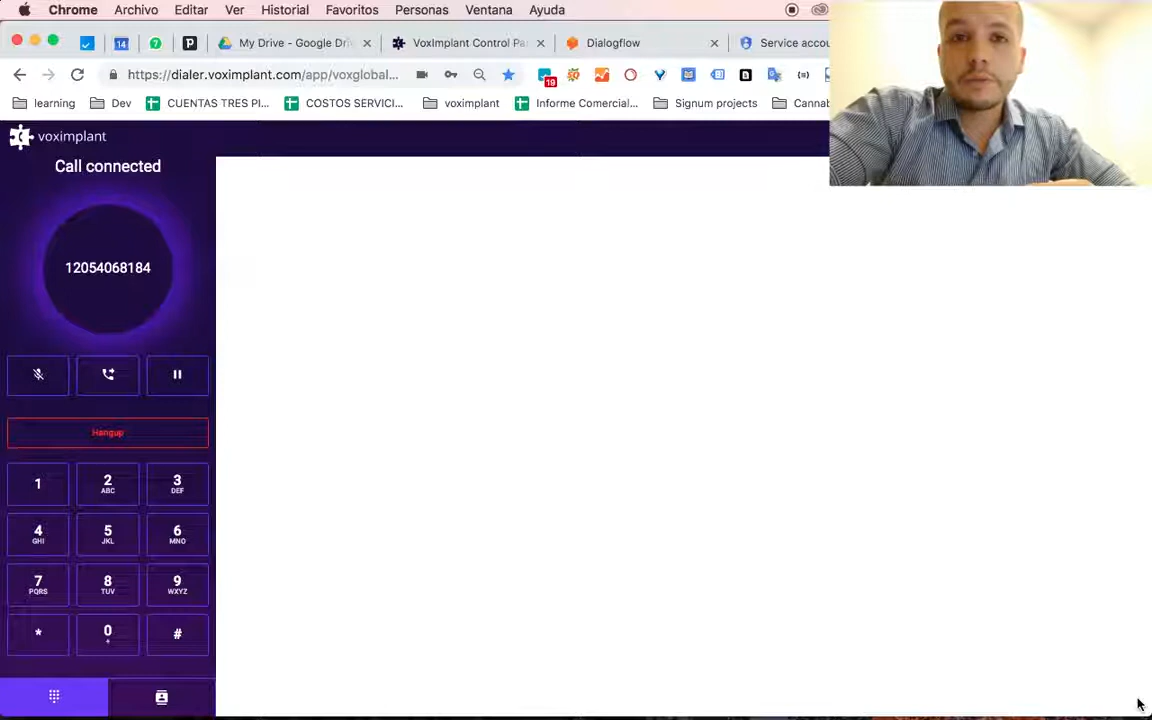 Chrome Archivo Editar Ver Historial Favoritos Personas Ventana Ayuda
14 7 P My Drive - Google Dri VoxImplant Control Pa Dialogflow Service accou
https://dialer.voximplant.com/app/voxglobal... 19
learning Dev CUENTAS TRES PI... COSTOS SERVICI... voximplant Informe Comercial... Signum projects Cannab
voximplant
Call connected
12054068184
Hangup
1 2 3
ABC DEF
4 5 6
GHI JKL MNO
7 8 9
PQRS TUV WXYZ
* 0 #
+